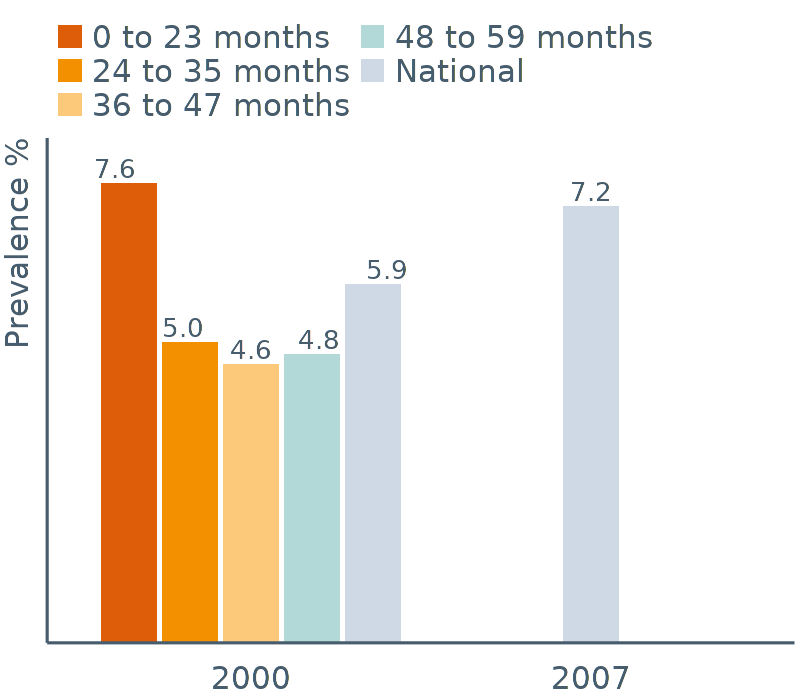 0 to 23 months
24 to 35 months
36 to 47 months
48 to 59 months
National
Prevalence %
7.6
5.0
4.6
4.8
5.9
7.2
2000
2007